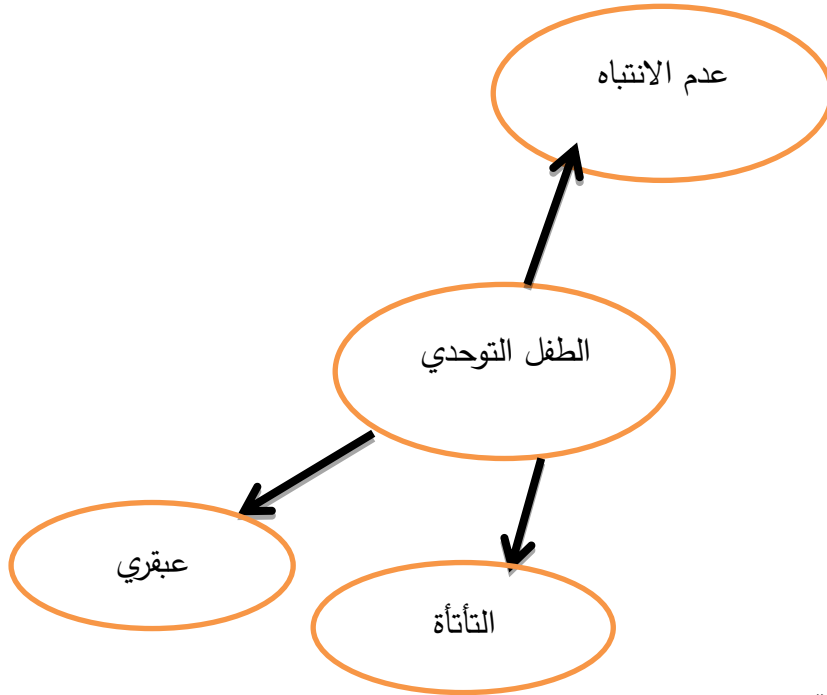 عدم الانتباه
الطفل التوحدي
عبقري
التأتأة